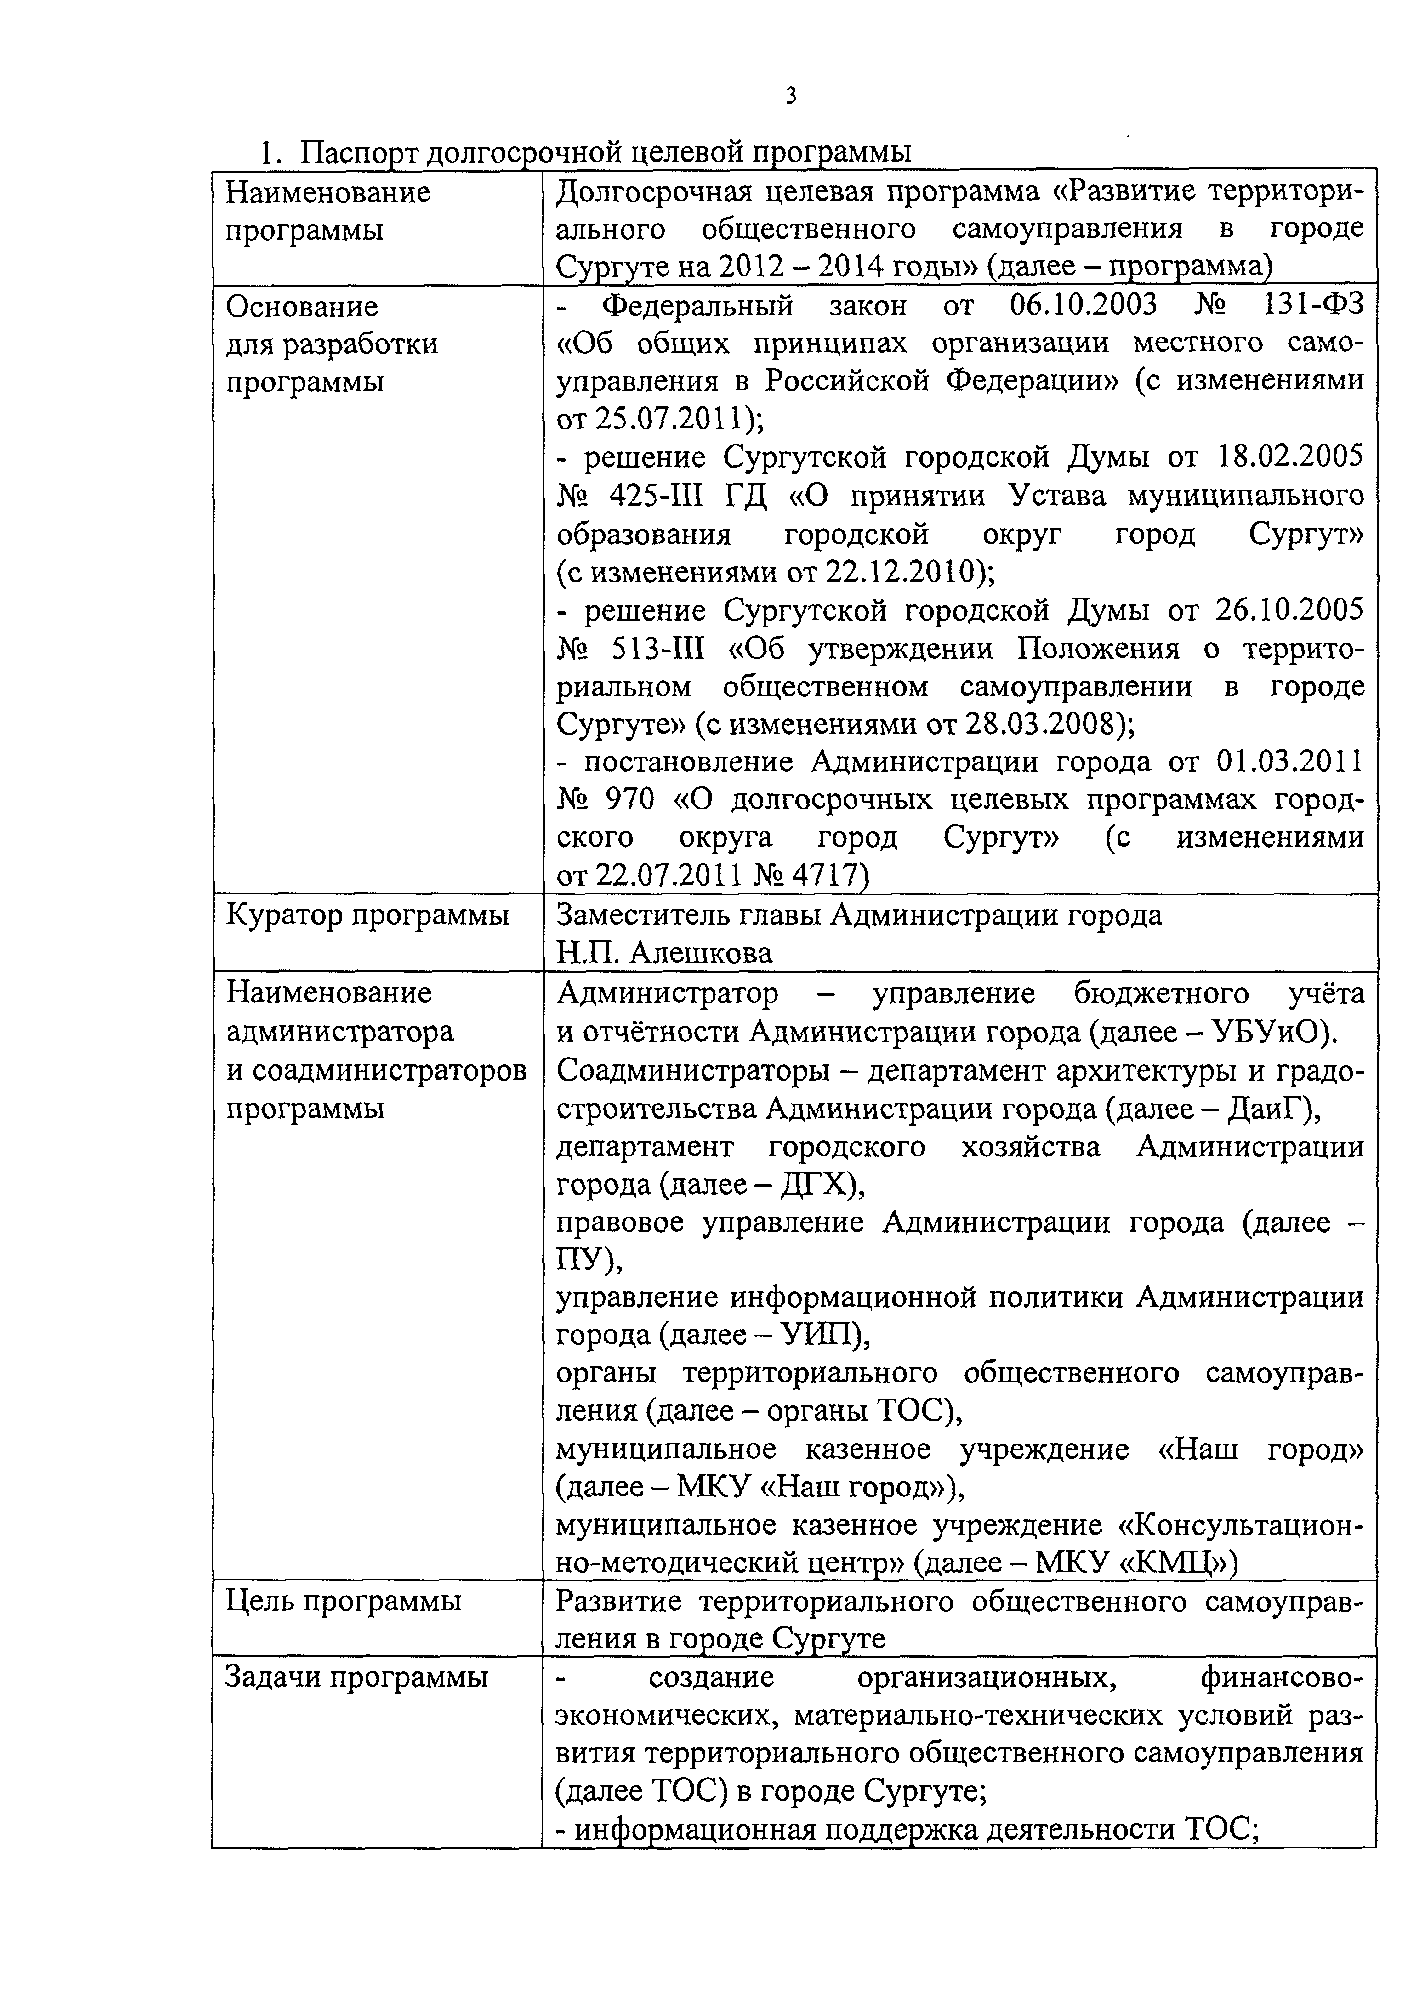 3
1. Паспорт долгосрочной целевой программы
Наименование
программы
Долгосрочная целевая программа «Развитие террито-
риального общественного самоуправления в городе
Сургуте на 2012 – 2014 годы» (далее – программа)
Основание
для разработки
программы
- Федеральный закон от 06.10.2003 № 131-ФЗ
«Об общих принципах организации местного само-
управления в Российской Федерации» (с изменениями
от 25.07.2011);
- решение Сургутской городской Думы от 18.02.2005
№ 425-III ГД «О принятии Устава муниципального
образования городской округ город Сургут»
(с изменениями от 22.12.2010);
- решение Сургутской городской Думы от 26.10.2005
№ 513-III «Об утверждении Положения о террито-
риальном общественном самоуправлении в городе
Сургуте» (с изменениями от 28.03.2008);
- постановление Администрации города от 01.03.2011
№ 970 «О долгосрочных целевых программах город-
ского округа город Сургут» (с изменениями
от 22.07.2011 № 4717)
Куратор программы
Заместитель главы Администрации города
Н.П. Алешкова
Наименование
администратора
и соадминистраторов
программы
Администратор – управление бюджетного учёта
и отчётности Администрации города (далее – УБУиО).
Соадминистраторы – департамент архитектуры и градо-
строительства Администрации города (далее – ДаиГ),
департамент городского хозяйства Администрации
города (далее – ДГХ),
правовое управление Администрации города (далее –
ПУ),
управление информационной политики Администрации
города (далее – УИП),
органы территориального общественного самоуправ-
ления (далее – органы ТОС),
муниципальное казенное учреждение «Наш город»
(далее – МКУ «Наш город»),
муниципальное казенное учреждение «Консультацион-
но-методический центр» (далее – МКУ «КМЦ»)
Цель программы
Развитие территориального общественного самоуправ-
ления в городе Сургуте
Задачи программы
- создание организационных, финансово-
экономических, материально-технических условий раз-
вития территориального общественного самоуправления
(далее ТОС) в городе Сургуте;
- информационная поддержка деятельности ТОС;